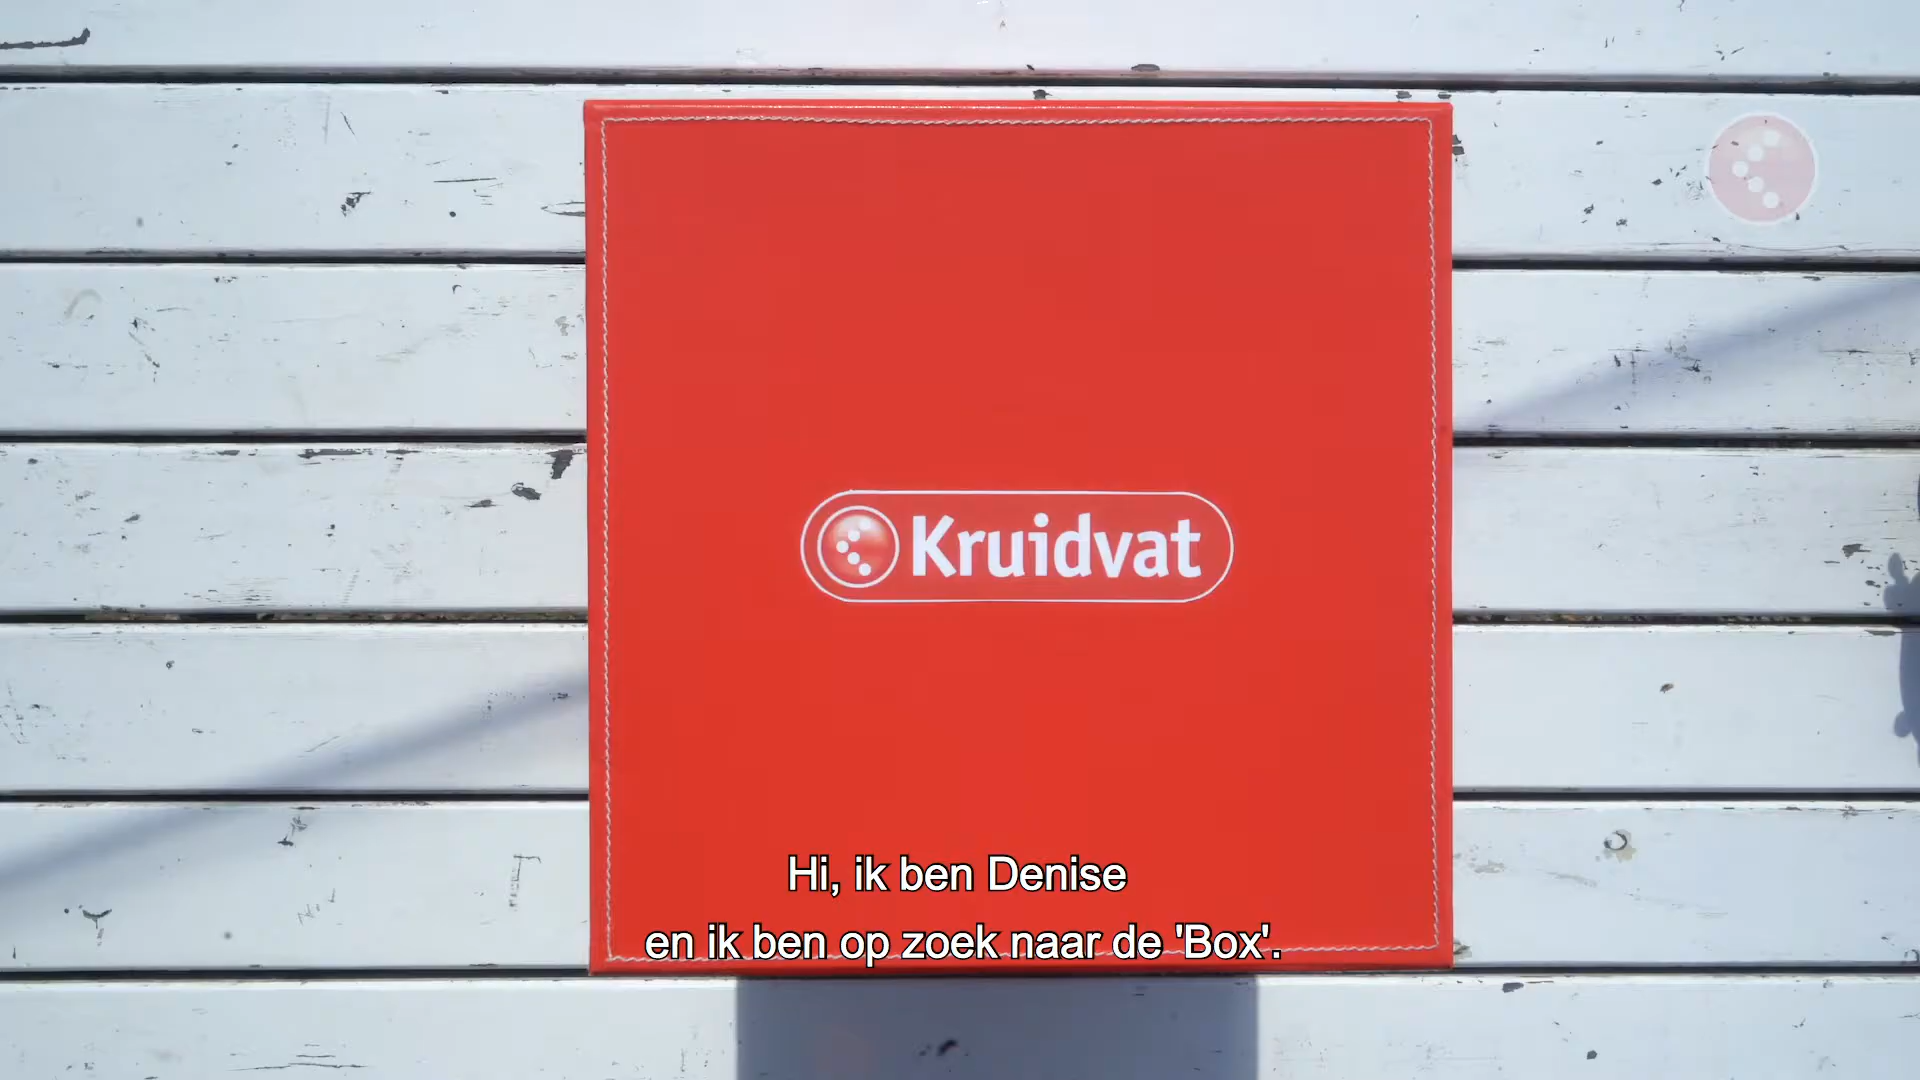 Kruidvat
Hi, ik ben Denise
en ik ben op zoek naar de 'Box'.